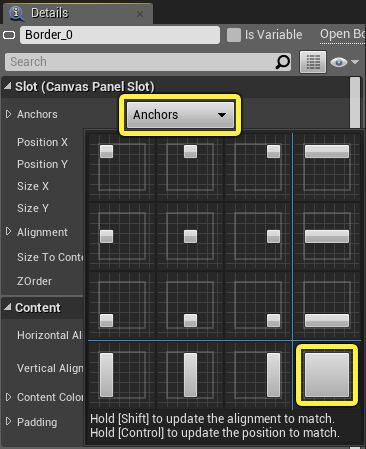 Details
Border_0
Is Variable
Open Bo
Search
Slot (Canvas Panel Slot)
Anchors
Anchors
Position X
Position Y
Size X
Size Y
Alignment
Size To Conte
ZOrder
Content
Horizontal Ali
Vertical Align
Content Color
Padding
Hold [Shift] to update the alignment to match.
Hold [Control] to update the position to match.